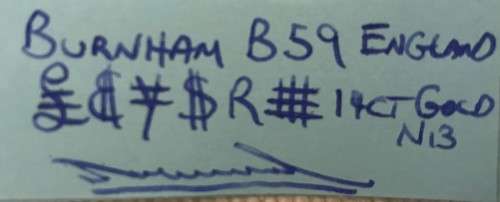 BURNHAM B59 ENGLAND
£ $ ¥ $ R # 14CT GOLD
N13